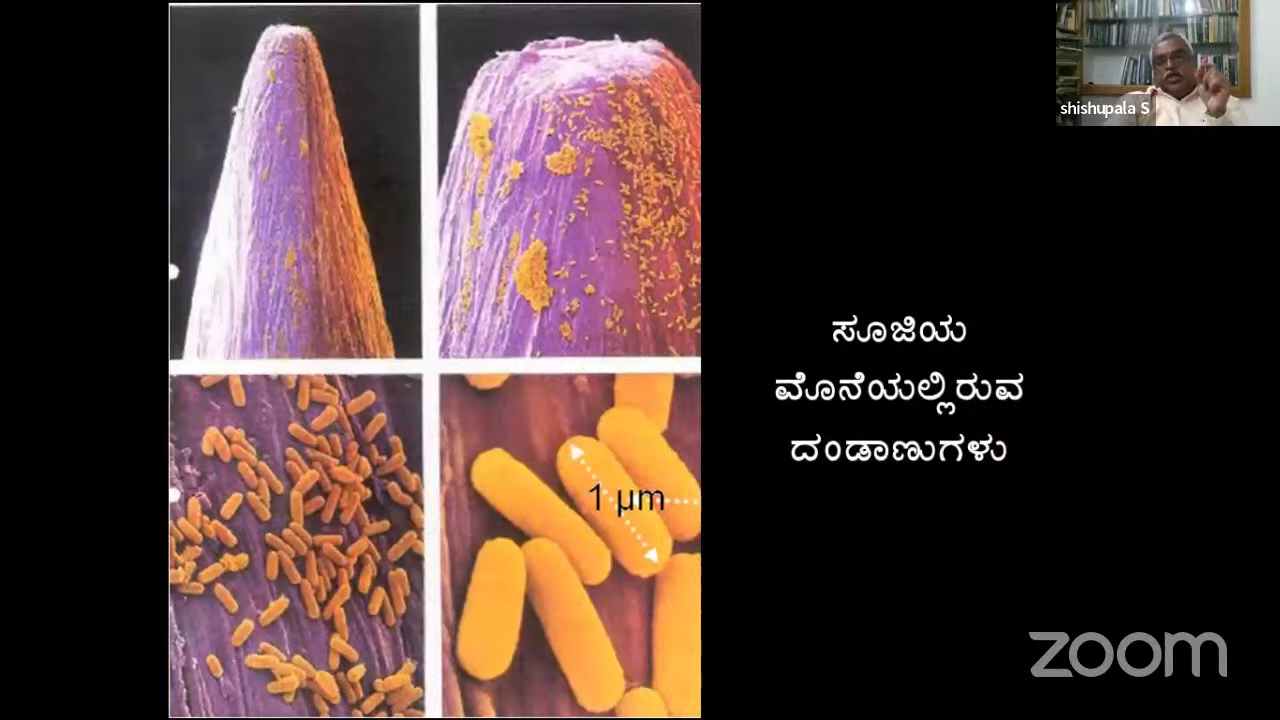 shishupala S
ಸೂಜಿಯ
ಮೊನೆಯಲ್ಲಿರುವ
ದಂಡಾಣುಗಳು
1 μm
zoom